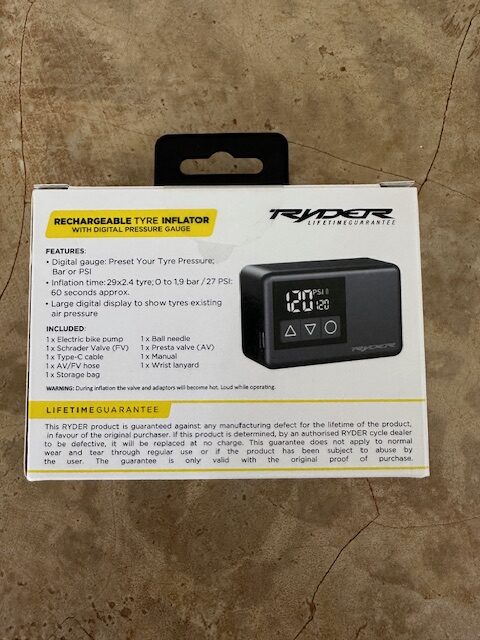 RECHARGEABLE TYRE INFLATOR
WITH DIGITAL PRESSURE GAUGE
RYDER
LIFETIMEGUARANTEE
FEATURES:
• Digital gauge: Preset Your Tyre Pressure;
Bar or PSI
• Inflation time: 29x2.4 tyre; 0 to 1,9 bar / 27 PSI:
60 seconds approx.
• Large digital display to show tyres existing
air pressure
INCLUDED:
1 x Electric bike pump
1 x Schrader Valve (FV)
1 x Type-C cable
1 x AV/FV hose
1 x Storage bag
1 x Ball needle
1 x Presta valve (AV)
1 x Manual
1 x Wrist lanyard
120 PSI
120
RYDER
WARNING: During inflation the valve and adaptors will become hot. Loud while operating.
LIFETIMEGUARANTEE
This RYDER product is guaranteed against any manufacturing defect for the lifetime of the product,
in favour of the original purchaser. If this product is determined, by an authorised RYDER cycle dealer
to be defective, it will be replaced at no charge. This guarantee does not apply to normal
wear and tear through regular use or if the product has been subject to abuse by
the user. The guarantee is only valid with the original proof of purchase.